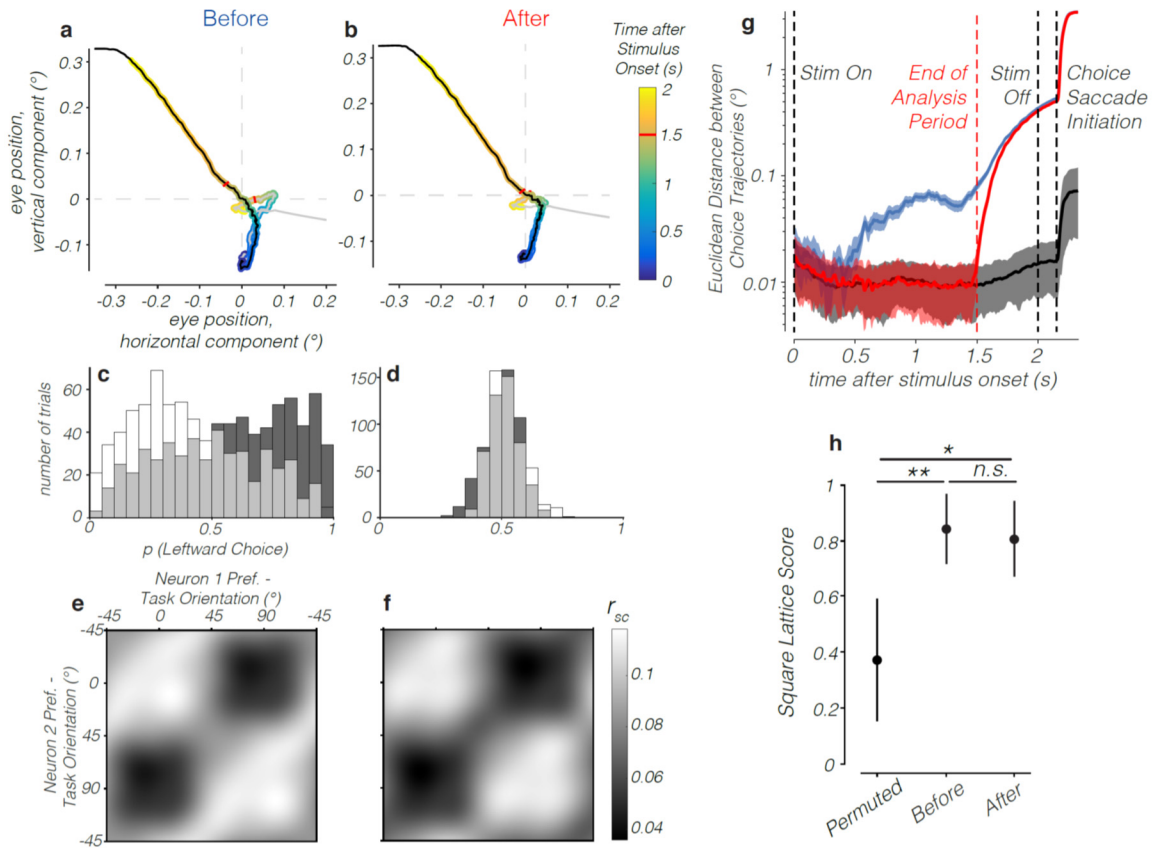 Before
After
a
b
g
Time after
Stimulus
Onset (s)
eye position,
vertical component (°)
0.3
0.2
0.1
0
-0.1
0.3
0.2
0.1
0
-0.1
2
1.5
1
0.5
0
-0.3
-0.2
-0.1
0
0.1
0.2
-0.3
-0.2
-0.1
0
0.1
0.2
eye position,
horizontal component (°)
Euclidean Distance between
Choice Trajectories (°)
1
0.1
0.01
Stim On
End of
Analysis
Period
Stim
Off
Choice
Saccade
Initiation
0
0.5
1
1.5
2
time after stimulus onset (s)
c
d
number of trials
60
40
20
0
150
100
50
0
0
0.5
1
0
0.5
1
p (Leftward Choice)
Neuron 1 Pref. -
Task Orientation (°)
e
-45
0
45
90
-45
f
rsc
Neuron 2 Pref. -
Task Orientation (°)
-45
0
45
90
-45
0.1
0.08
0.06
0.04
h
*
**
n.s.
Square Lattice Score
1
0.8
0.6
0.4
0.2
0
Permuted
Before
After